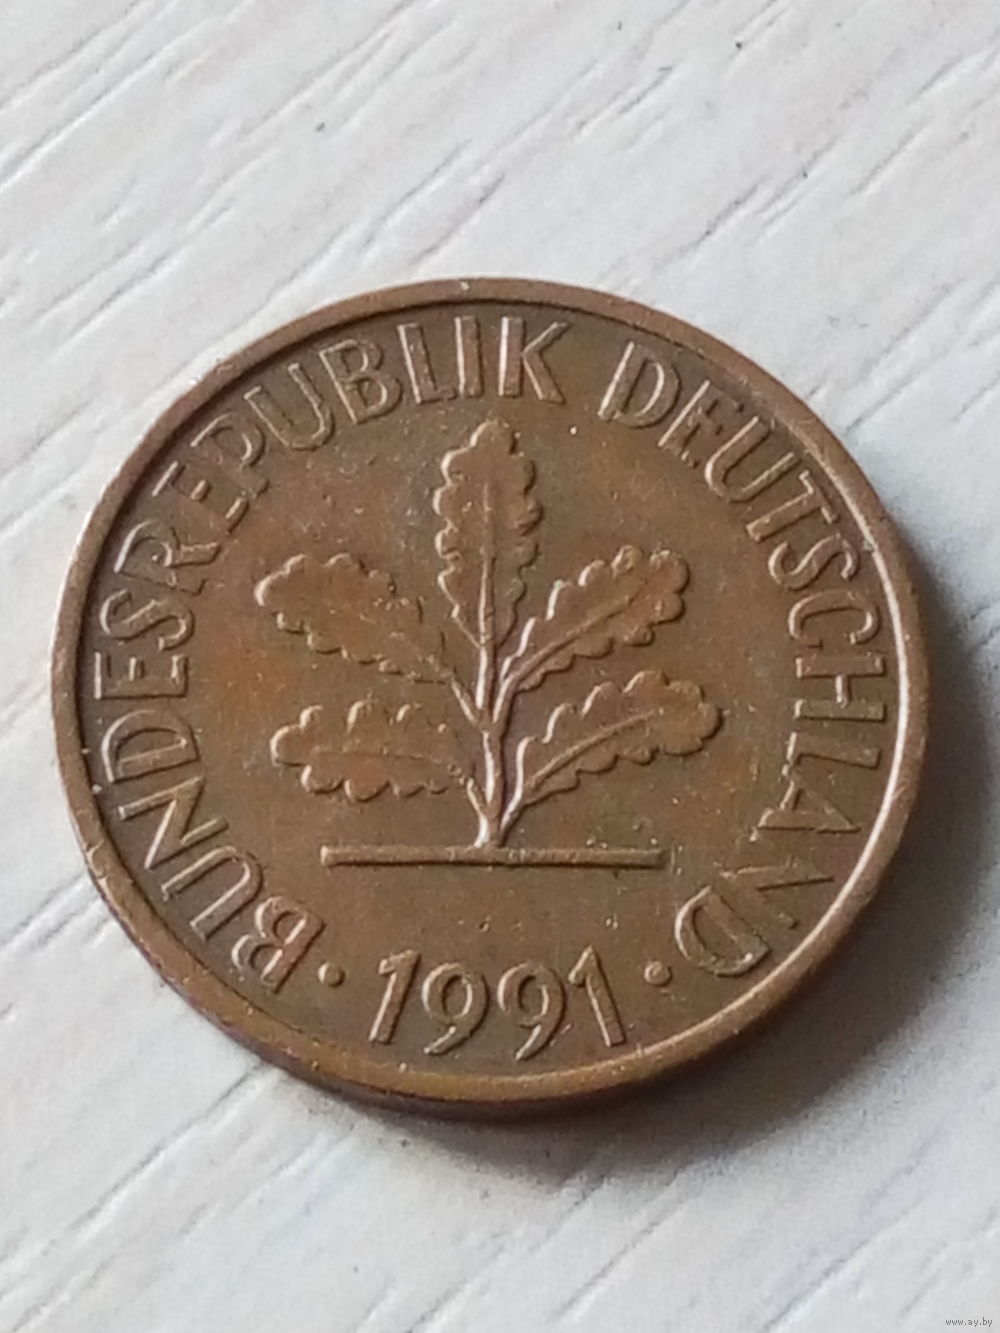 · BUNDESREPUBLIK DEUTSCHLAND ·
1991
www.ay.by